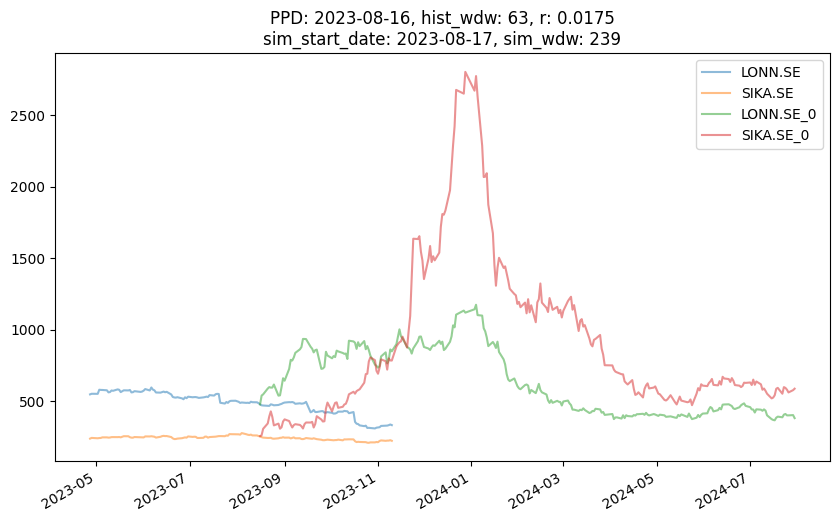 PPD: 2023-08-16, hist_wdw: 63, r: 0.0175
sim_start_date: 2023-08-17, sim_wdw: 239
LONN.SE
SIKA.SE
LONN.SE_0
SIKA.SE_0
2500
2000
1500
1000
500
2023-05
2023-07
2023-09
2023-11
2024-01
2024-03
2024-05
2024-07